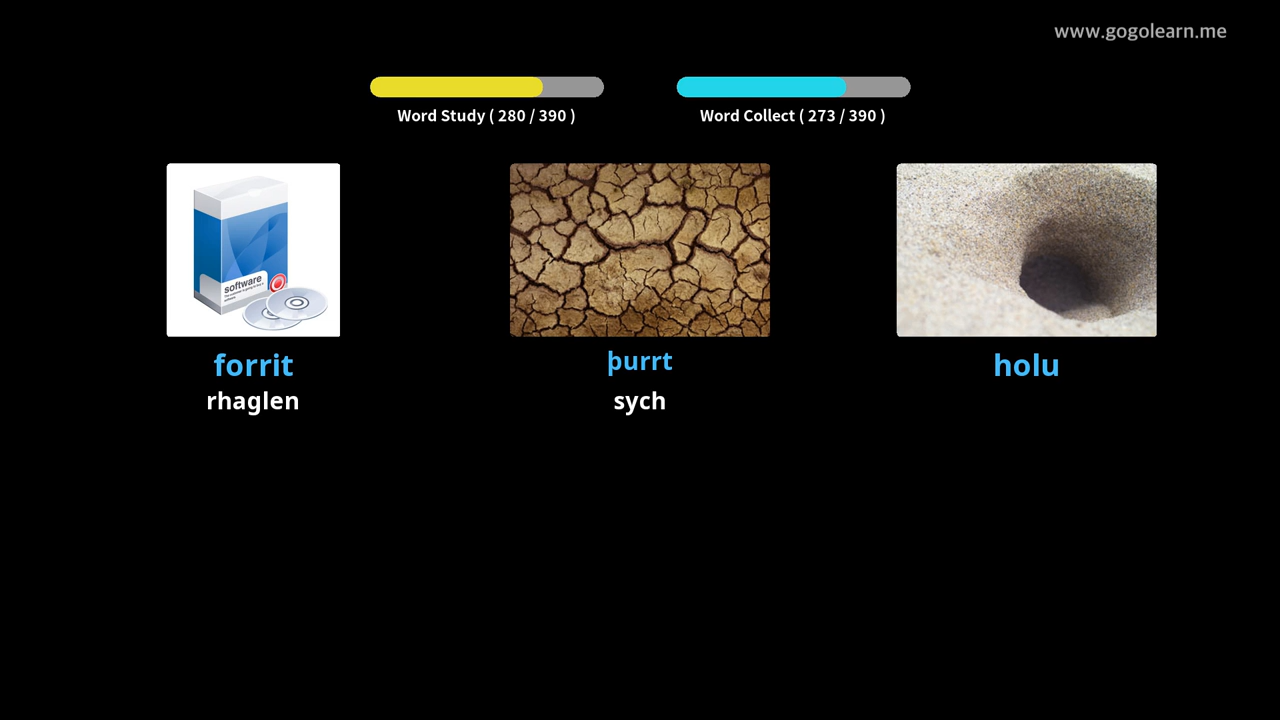 www.gogolearn.me
Word Study ( 280 / 390 )
Word Collect ( 273 / 390 )
software
forrit
þurrt
holu
rhaglen
sych